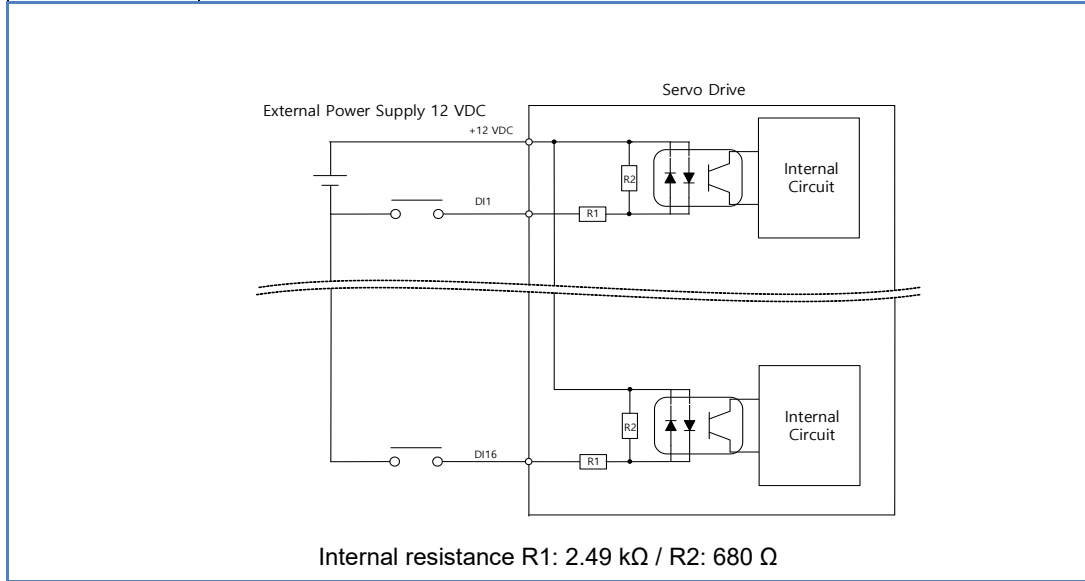 Servo Drive
External Power Supply 12 VDC
+12 VDC
R2
Internal
Circuit
DI1
R1
R2
Internal
Circuit
DI16
R1
Internal resistance R1: 2.49 kΩ / R2: 680 Ω